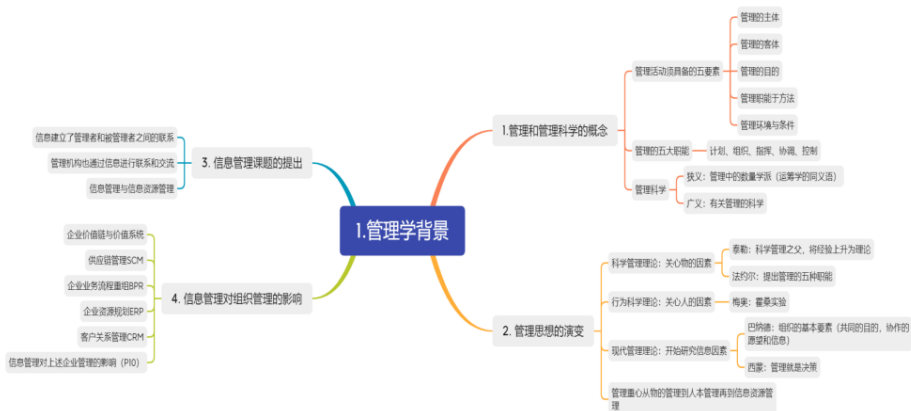 1.管理学背景
1.管理和管理科学的概念
管理活动须具备的五要素
管理的主体
管理的客体
管理的目的
管理职能于方法
管理环境与条件
管理的五大职能
计划、组织、指挥、协调、控制
管理科学
狭义：管理中的数量学派（运筹学的同义语）
广义：有关管理的科学
2. 管理思想的演变
科学管理理论：关心物的因素
泰勒：科学管理之父，将经验上升为理论
法约尔：提出管理的五种职能
行为科学理论：关心人的因素
梅奥：霍桑实验
现代管理理论：开始研究信息因素
巴纳德：组织的基本要素（共同的目的，协作的
愿望和信息）
西蒙：管理就是决策
管理重心从物的管理到人本管理再到信息资源管
理
3. 信息管理课题的提出
信息建立了管理者和被管理者之间的联系
管理机构也通过信息进行联系和交流
信息管理与信息资源管理
4. 信息管理对组织管理的影响
企业价值链与价值系统
供应链管理SCM
企业业务流程重组BPR
企业资源规划ERP
客户关系管理CRM
信息管理对上述企业管理的影响（P10）